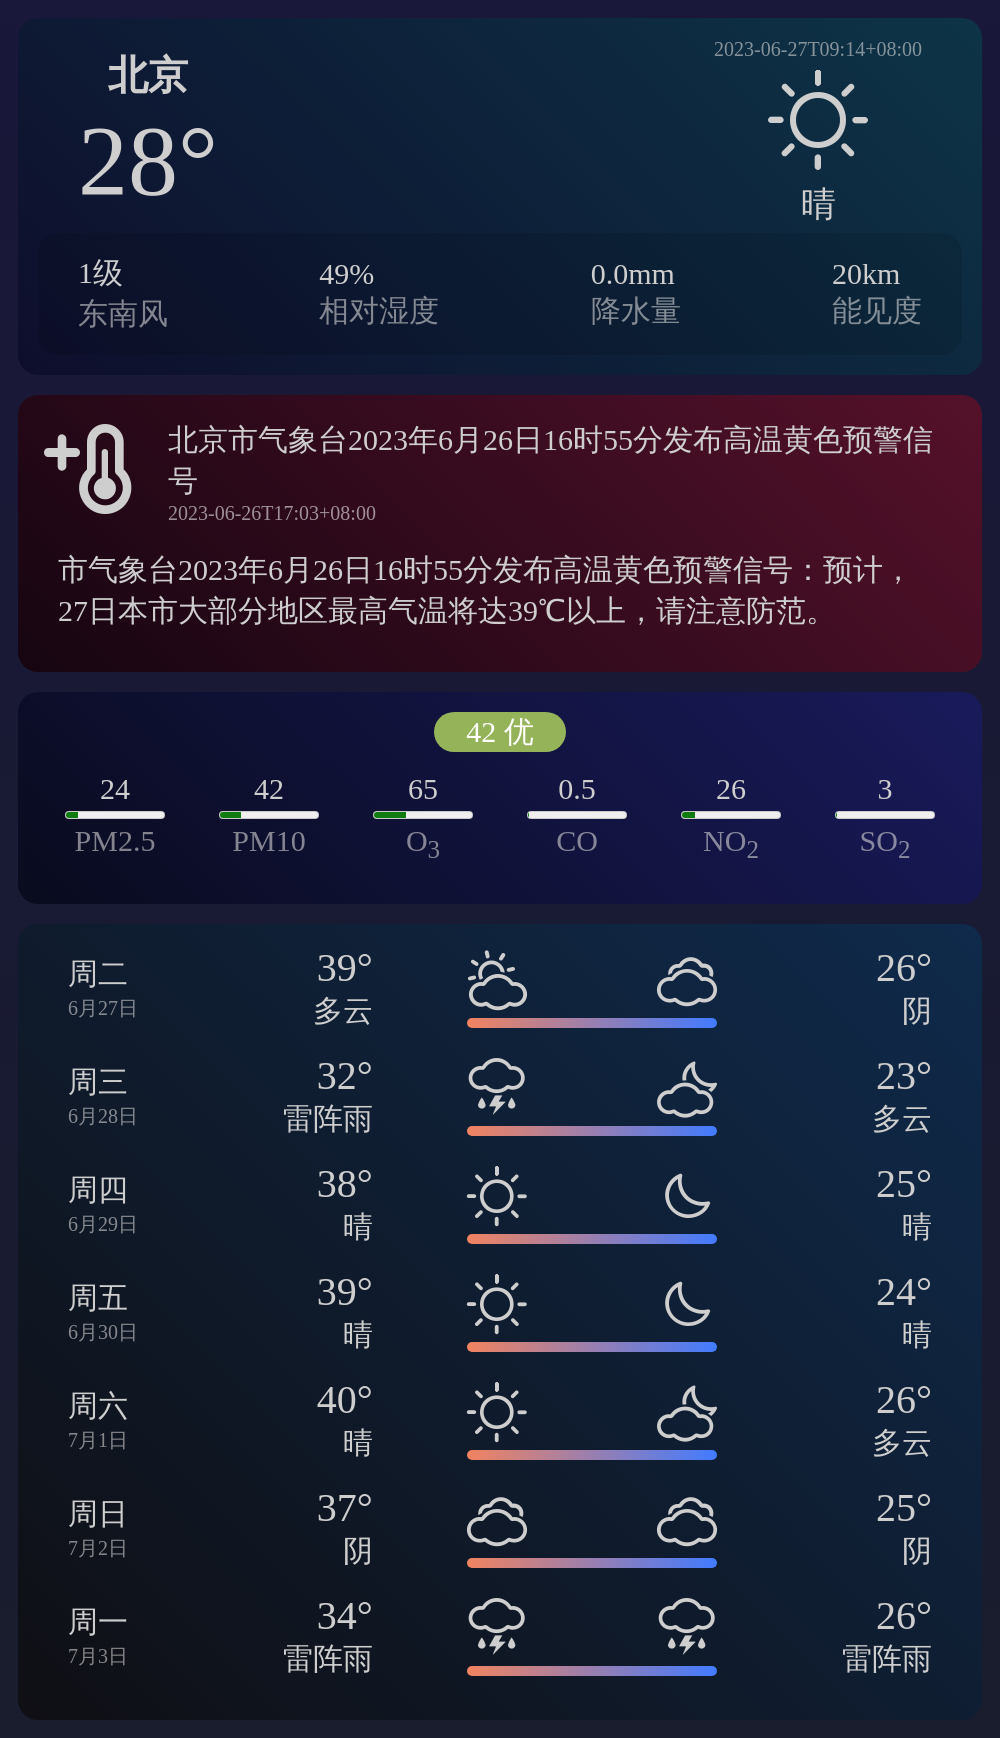 北京
2023-06-27T09:14+08:00
28°
晴
1级 49% 0.0mm 20km
东南风 相对湿度 降水量 能见度
北京市气象台2023年6月26日16时55分发布高温黄色预警信
号
2023-06-26T17:03+08:00
市气象台2023年6月26日16时55分发布高温黄色预警信号：预计，
27日本市大部分地区最高气温将达39℃以上，请注意防范。
42 优
24 42 65 0.5 26 3
PM2.5 PM10 O3 CO NO2 SO2
周二 39° 26°
6月27日 多云 阴
周三 32° 23°
6月28日 雷阵雨 多云
周四 38° 25°
6月29日 晴 晴
周五 39° 24°
6月30日 晴 晴
周六 40° 26°
7月1日 晴 多云
周日 37° 25°
7月2日 阴 阴
周一 34° 26°
7月3日 雷阵雨 雷阵雨